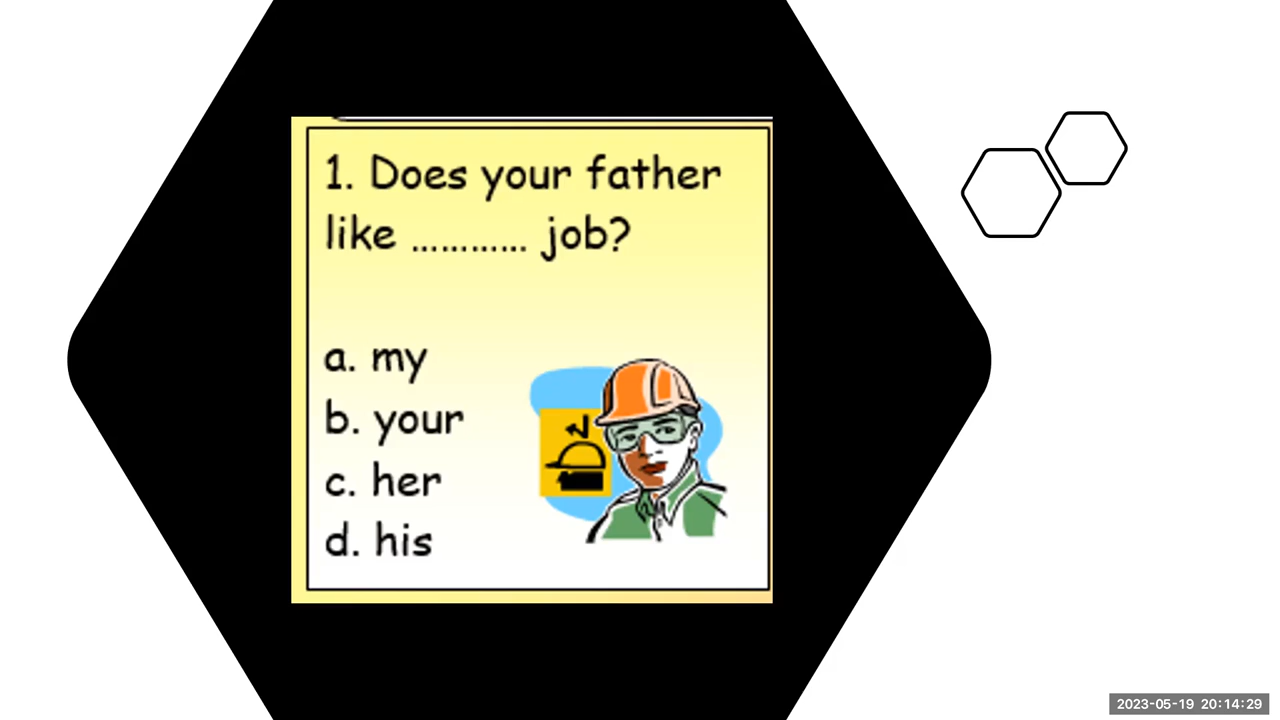 1. Does your father
like ............ job?
a. my
b. your
c. her
d. his
2023-05-19 20:14:29